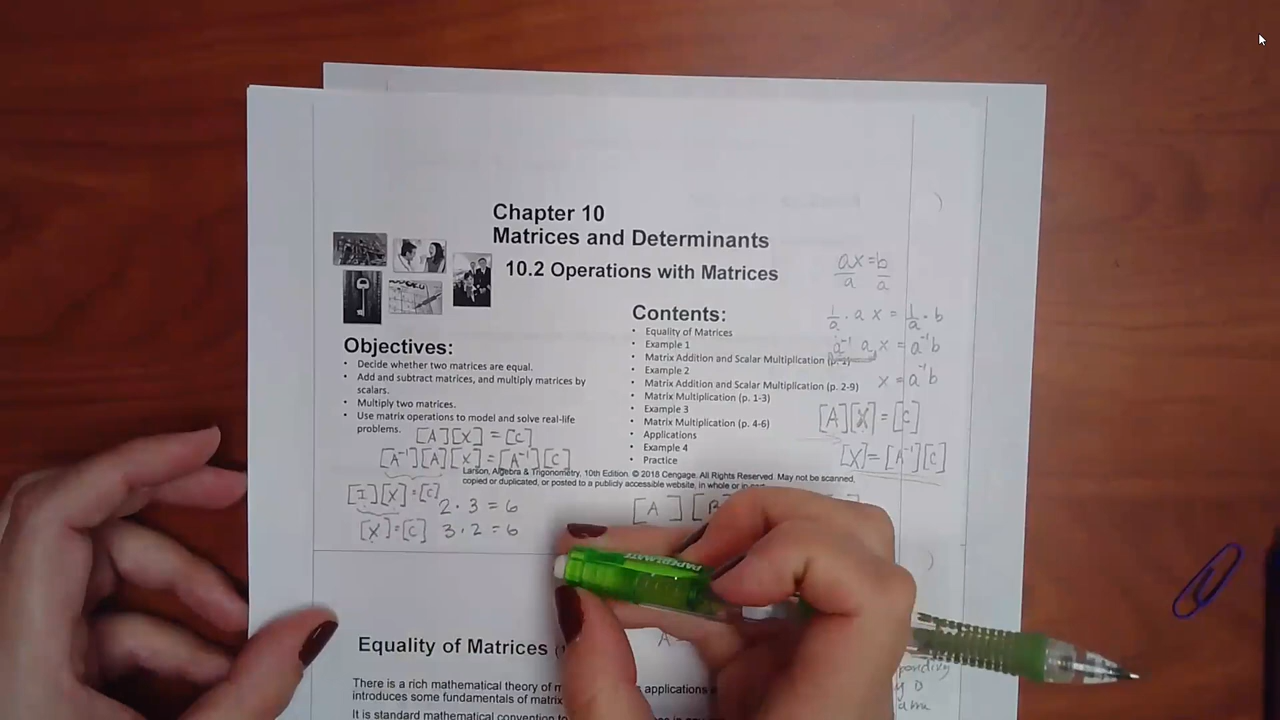 Chapter 10
Matrices and Determinants
10.2 Operations with Matrices
Objectives:
• Decide whether two matrices are equal.
• Add and subtract matrices, and multiply matrices by
scalars.
• Multiply two matrices.
• Use matrix operations to model and solve real-life
problems.
[A][X] = [C]
[A⁻¹][A][X] = [A⁻¹][C]
[I][X] = [C]
[X] = [C]
2 · 3 = 6
3 · 2 = 6
Contents:
• Equality of Matrices
• Example 1
• Matrix Addition and Scalar Multiplication
• Example 2
• Matrix Addition and Scalar Multiplication (p. 2-9)
• Matrix Multiplication (p. 1-3)
• Example 3
• Matrix Multiplication (p. 4-6)
• Applications
• Example 4
• Practice
ax = b
a a
1/a · a x = 1/a · b
a⁻¹ a x = a⁻¹b
x = a⁻¹b
[A][X] = [C]
[X] = [A⁻¹][C]
Larson, Algebra & Trigonometry, 10th Edition. © 2018 Cengage. All Rights Reserved. May not be scanned,
copied or duplicated, or posted to a publicly accessible website, in whole or in
[A] [B
Equality of Matrices
There is a rich mathematical theory of applications
introduces some fundamentals of
It is standard mathematical convention
PAPERMATE